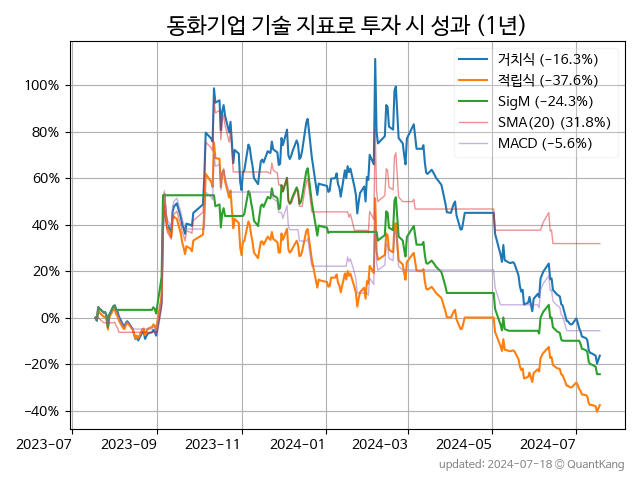 동화기업 기술 지표로 투자 시 성과 (1년)
거치식 (-16.3%)
적립식 (-37.6%)
SigM (-24.3%)
SMA(20) (31.8%)
MACD (-5.6%)
100%
80%
60%
40%
20%
0%
-20%
-40%
2023-07 2023-09 2023-11 2024-01 2024-03 2024-05 2024-07
updated: 2024-07-18 © QuantKang